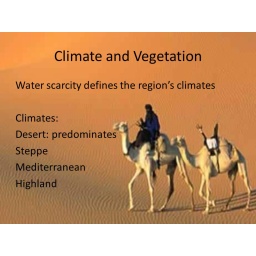 Climate and Vegetation
Water scarcity defines the region's climates
Climates:
Desert: predominates
Steppe
Mediterranean
Highland